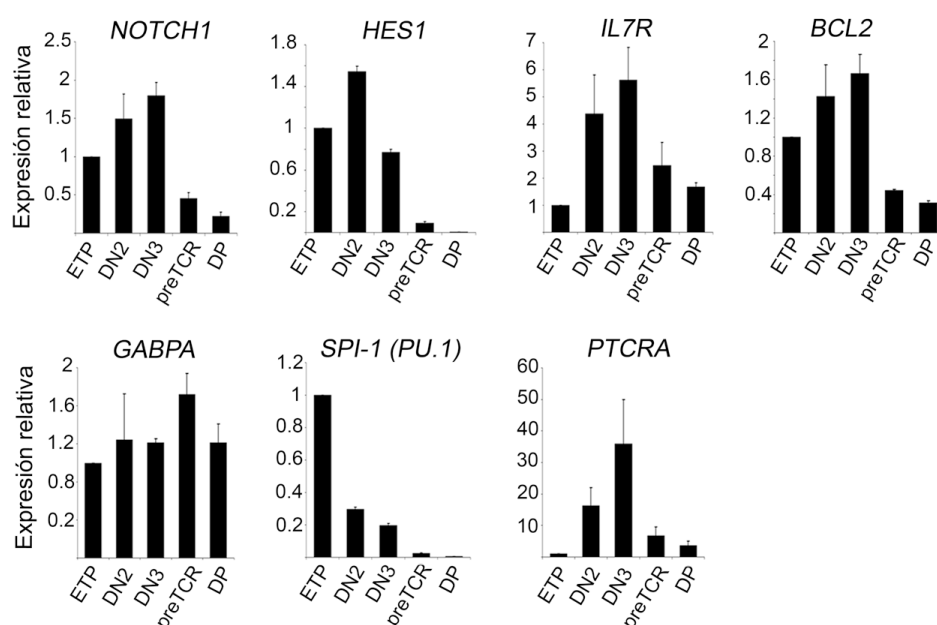 NOTCH1
Expresión relativa
2.5
2
1.5
1
0.5
ETP
DN2
DN3
preTCR
DP
HES1
1.8
1.4
1
0.6
0.2
ETP
DN2
DN3
preTCR
DP
IL7R
7
6
5
4
3
2
1
ETP
DN2
DN3
preTCR
DP
BCL2
2
1.6
1.2
0.8
0.4
ETP
DN2
DN3
preTCR
DP
GABPA
Expresión relativa
2
1.6
1.2
0.8
0.2
ETP
DN2
DN3
preTCR
DP
SPI-1 (PU.1)
1.2
1
0.8
0.6
0.4
0.2
ETP
DN2
DN3
preTCR
DP
PTCRA
60
50
40
30
20
10
ETP
DN2
DN3
preTCR
DP